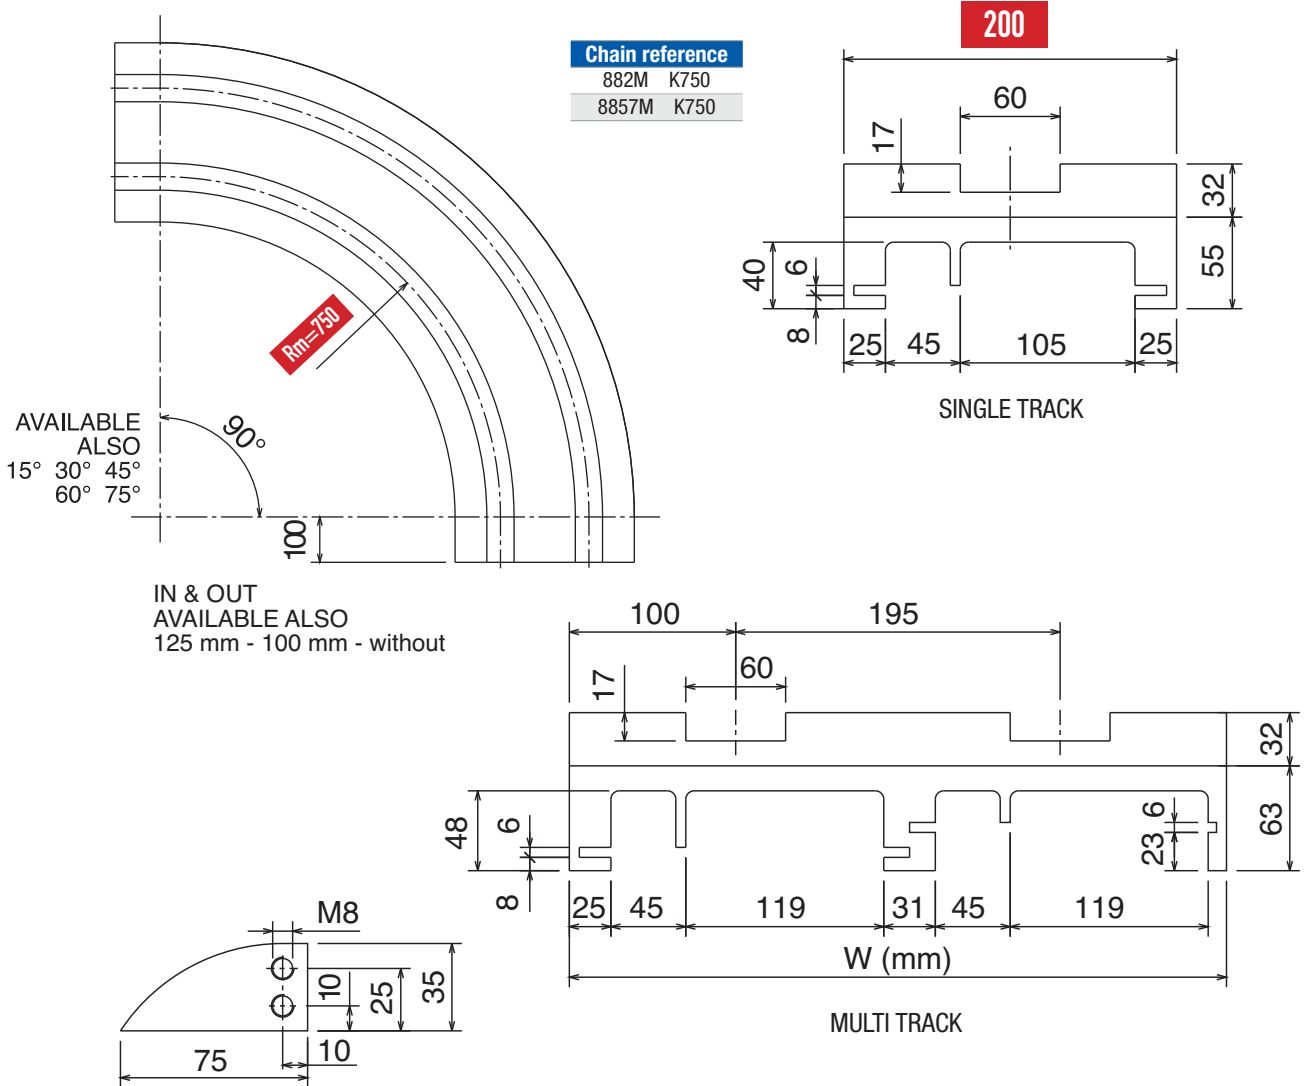 Chain reference
882M K750
8857M K750
200
60
17
32
40
6
55
8
25 45 105 25
SINGLE TRACK
Rm=750
90°
AVAILABLE
ALSO
15° 30° 45°
60° 75°
100
IN & OUT
AVAILABLE ALSO
125 mm - 100 mm - without
100 195
60
17
32
48
6
6
63
23
8
25 45 119 31 45 119
W (mm)
MULTI TRACK
M8
10
25
35
75
10